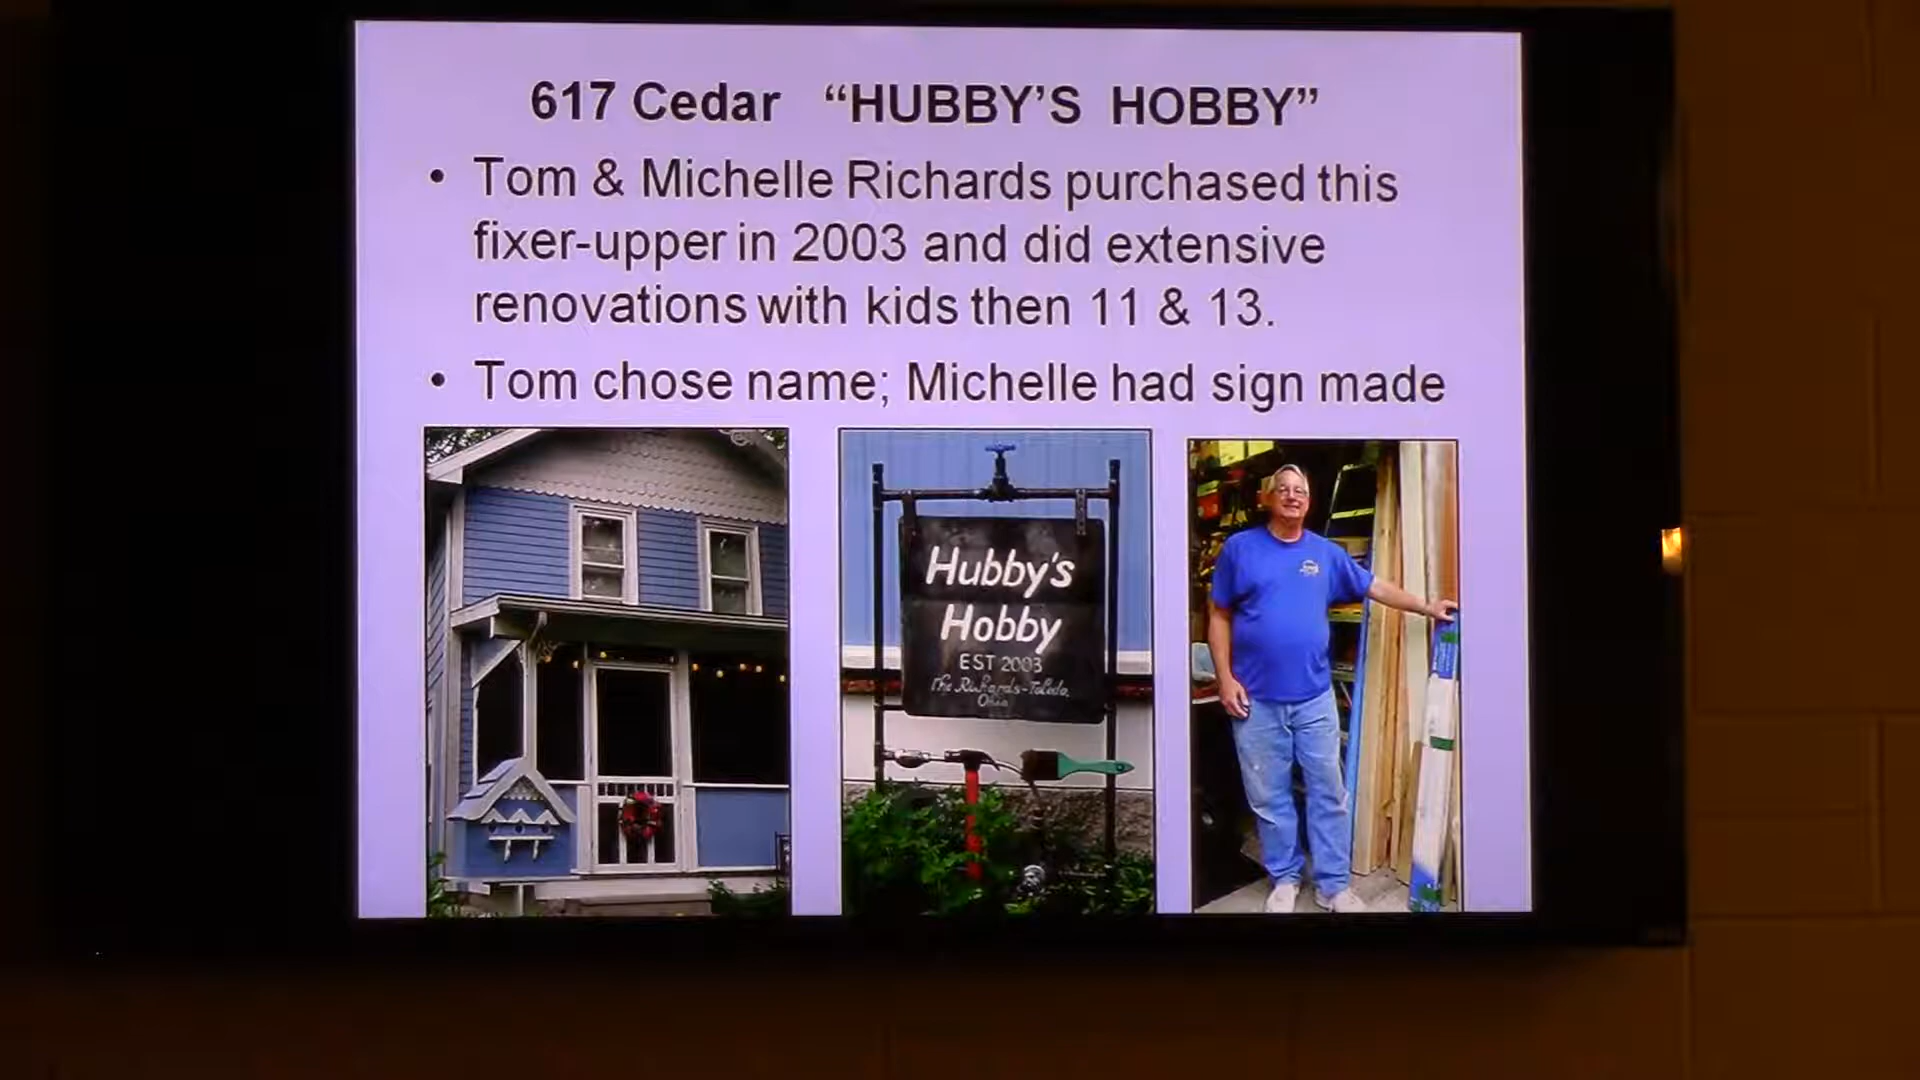 617 Cedar “HUBBY’S HOBBY”
• Tom & Michelle Richards purchased this
fixer-upper in 2003 and did extensive
renovations with kids then 11 & 13.
• Tom chose name; Michelle had sign made
Hubby's
Hobby
EST 2003
The Richards-Toledo,
Ohio